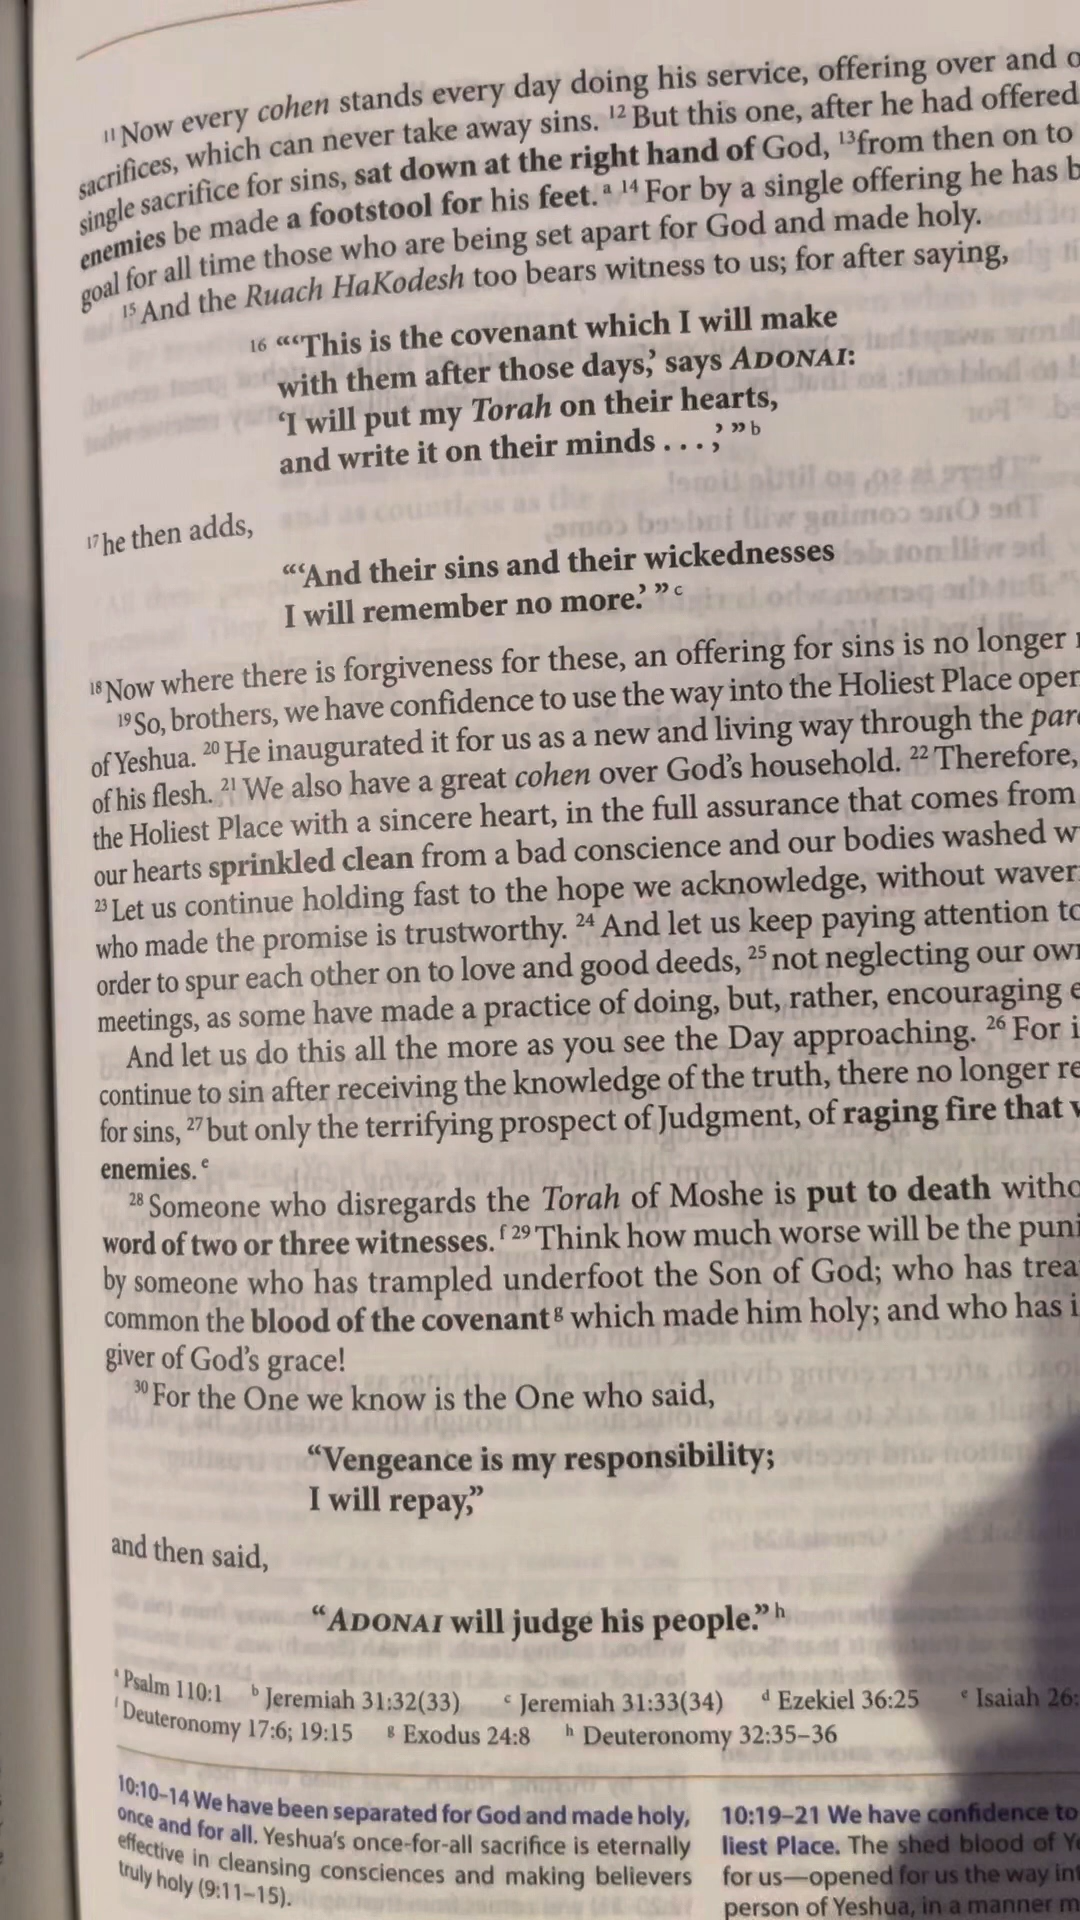 ¹¹ Now every cohen stands every day doing his service, offering over and
sacrifices, which can never take away sins. ¹² But this one, after he had offered
single sacrifice for sins, sat down at the right hand of God, ¹³from then on to
enemies be made a footstool for his feet. ᵃ ¹⁴ For by a single offering he has
goal for all time those who are being set apart for God and made holy.
¹⁵ And the Ruach HaKodesh too bears witness to us; for after saying,
16 “‘This is the covenant which I will make
with them after those days,’ says ADONAI:
‘I will put my Torah on their hearts,
and write it on their minds . . . ,’ ” b
¹⁷ he then adds,
“‘And their sins and their wickednesses
I will remember no more.’ ” c
¹⁸ Now where there is forgiveness for these, an offering for sins is no longer
¹⁹ So, brothers, we have confidence to use the way into the Holiest Place
of Yeshua. ²⁰ He inaugurated it for us as a new and living way through the
of his flesh. ²¹ We also have a great cohen over God’s household. ²² Therefore,
the Holiest Place with a sincere heart, in the full assurance that comes from
our hearts sprinkled clean from a bad conscience and our bodies washed
²³ Let us continue holding fast to the hope we acknowledge, without
who made the promise is trustworthy. ²⁴ And let us keep paying attention
order to spur each other on to love and good deeds, ²⁵ not neglecting our
meetings, as some have made a practice of doing, but, rather, encouraging
And let us do this all the more as you see the Day approaching. ²⁶ For
continue to sin after receiving the knowledge of the truth, there no longer
for sins, ²⁷ but only the terrifying prospect of Judgment, of raging fire that
enemies. ᵉ
²⁸ Someone who disregards the Torah of Moshe is put to death
word of two or three witnesses. ᶠ ²⁹ Think how much worse will be the
by someone who has trampled underfoot the Son of God; who has
common the blood of the covenant ᵍ which made him holy; and who has
giver of God’s grace!
³⁰ For the One we know is the One who said,
“Vengeance is my responsibility;
I will repay,”
and then said,
“ADONAI will judge his people.” h
ᵃ Psalm 110:1 ᵇ Jeremiah 31:32(33) ᶜ Jeremiah 31:33(34) ᵈ Ezekiel 36:25 ᵉ Isaiah 26:
ᶠ Deuteronomy 17:6; 19:15 ᵍ Exodus 24:8 ʰ Deuteronomy 32:35–36
10:10–14 We have been separated for God and made holy,
once and for all. Yeshua’s once-for-all sacrifice is eternally
effective in cleansing consciences and making believers
truly holy (9:11–15).
10:19–21 We have confidence to
liest Place. The shed blood of
for us—opened for us the way
person of Yeshua, in a manner